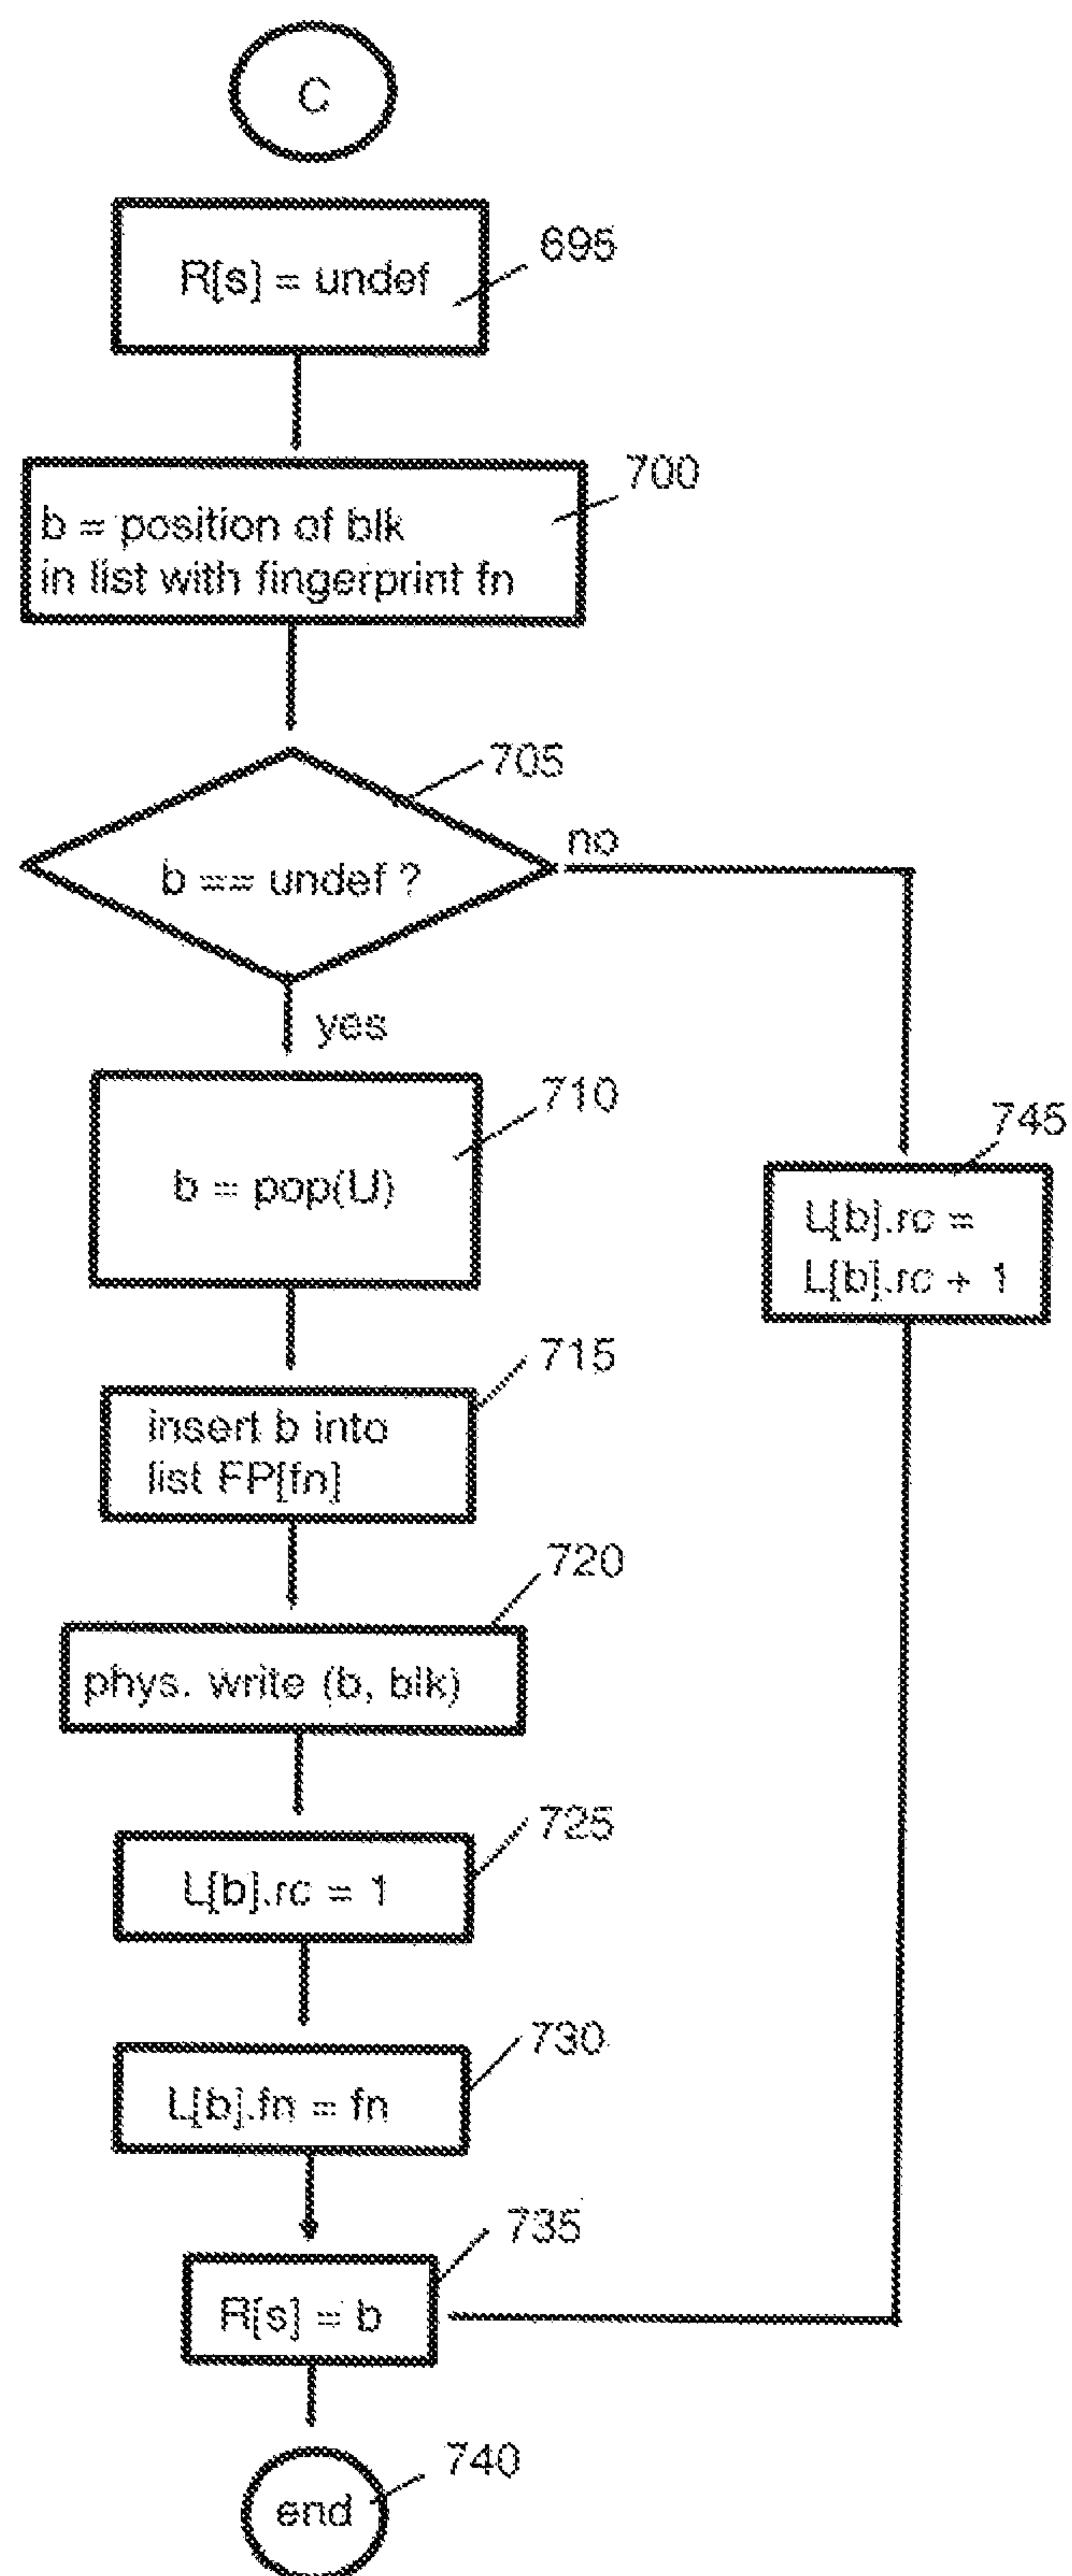 C
R[s] = undef
695
b = position of blk
in list with fingerprint fn
700
b == undef ?
705
no
yes
b = pop(U)
710
L[b].rc =
L[b].rc + 1
745
insert b into
list FP[fn]
715
phys. write (b, blk)
720
L[b].rc = 1
725
L[b].fn = fn
730
R[s] = b
735
end
740